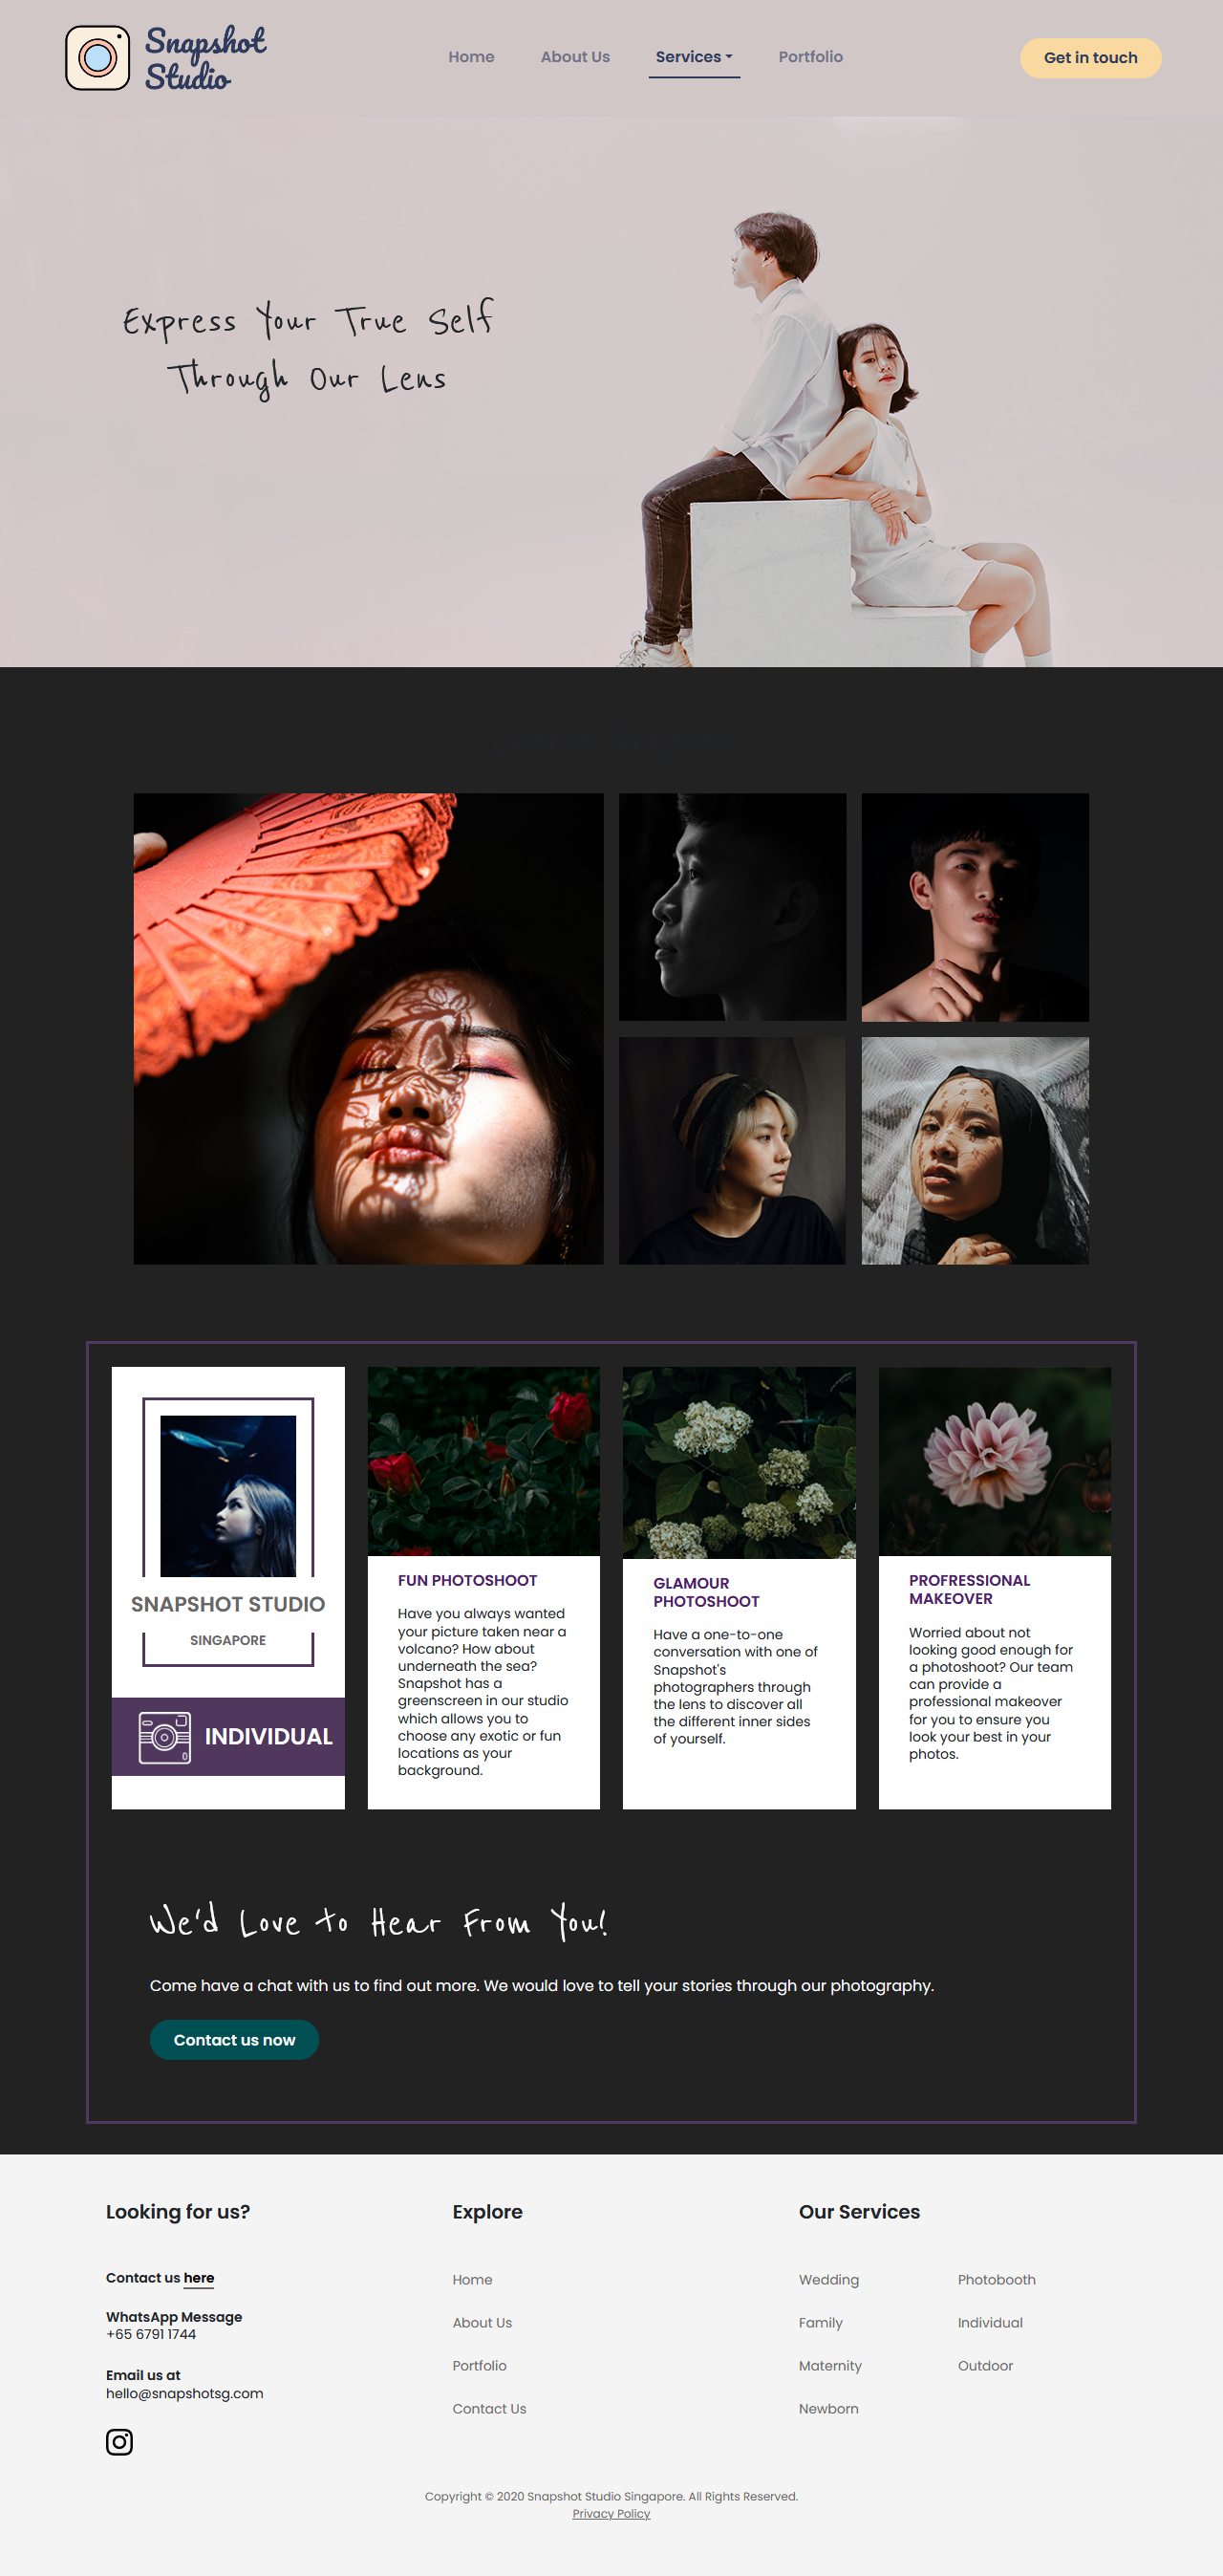 Snapshot
Studio
Home
About Us
Services
Portfolio
Get in touch
Express Your True Self
Through Our Lens
SNAPSHOT STUDIO
SINGAPORE
INDIVIDUAL
FUN PHOTOSHOOT
Have you always wanted
your picture taken near a
volcano? How about
underneath the sea?
Snapshot has a
greenscreen in our studio
which allows you to
choose any exotic or fun
locations as your
background.
GLAMOUR
PHOTOSHOOT
Have a one-to-one
conversation with one of
Snapshot's
photographers through
the lens to discover all
the different inner sides
of yourself.
PROFRESSIONAL
MAKEOVER
Worried about not
looking good enough for
a photoshoot? Our team
can provide a
professional makeover
for you to ensure you
look your best in your
photos.
We'd Love to Hear From You!
Come have a chat with us to find out more. We would love to tell your stories through our photography.
Contact us now
Looking for us?
Contact us here
WhatsApp Message
+65 6791 1744
Email us at
hello@snapshotsg.com
Explore
Home
About Us
Portfolio
Contact Us
Our Services
Wedding
Family
Maternity
Newborn
Photobooth
Individual
Outdoor
Copyright © 2020 Snapshot Studio Singapore. All Rights Reserved.
Privacy Policy